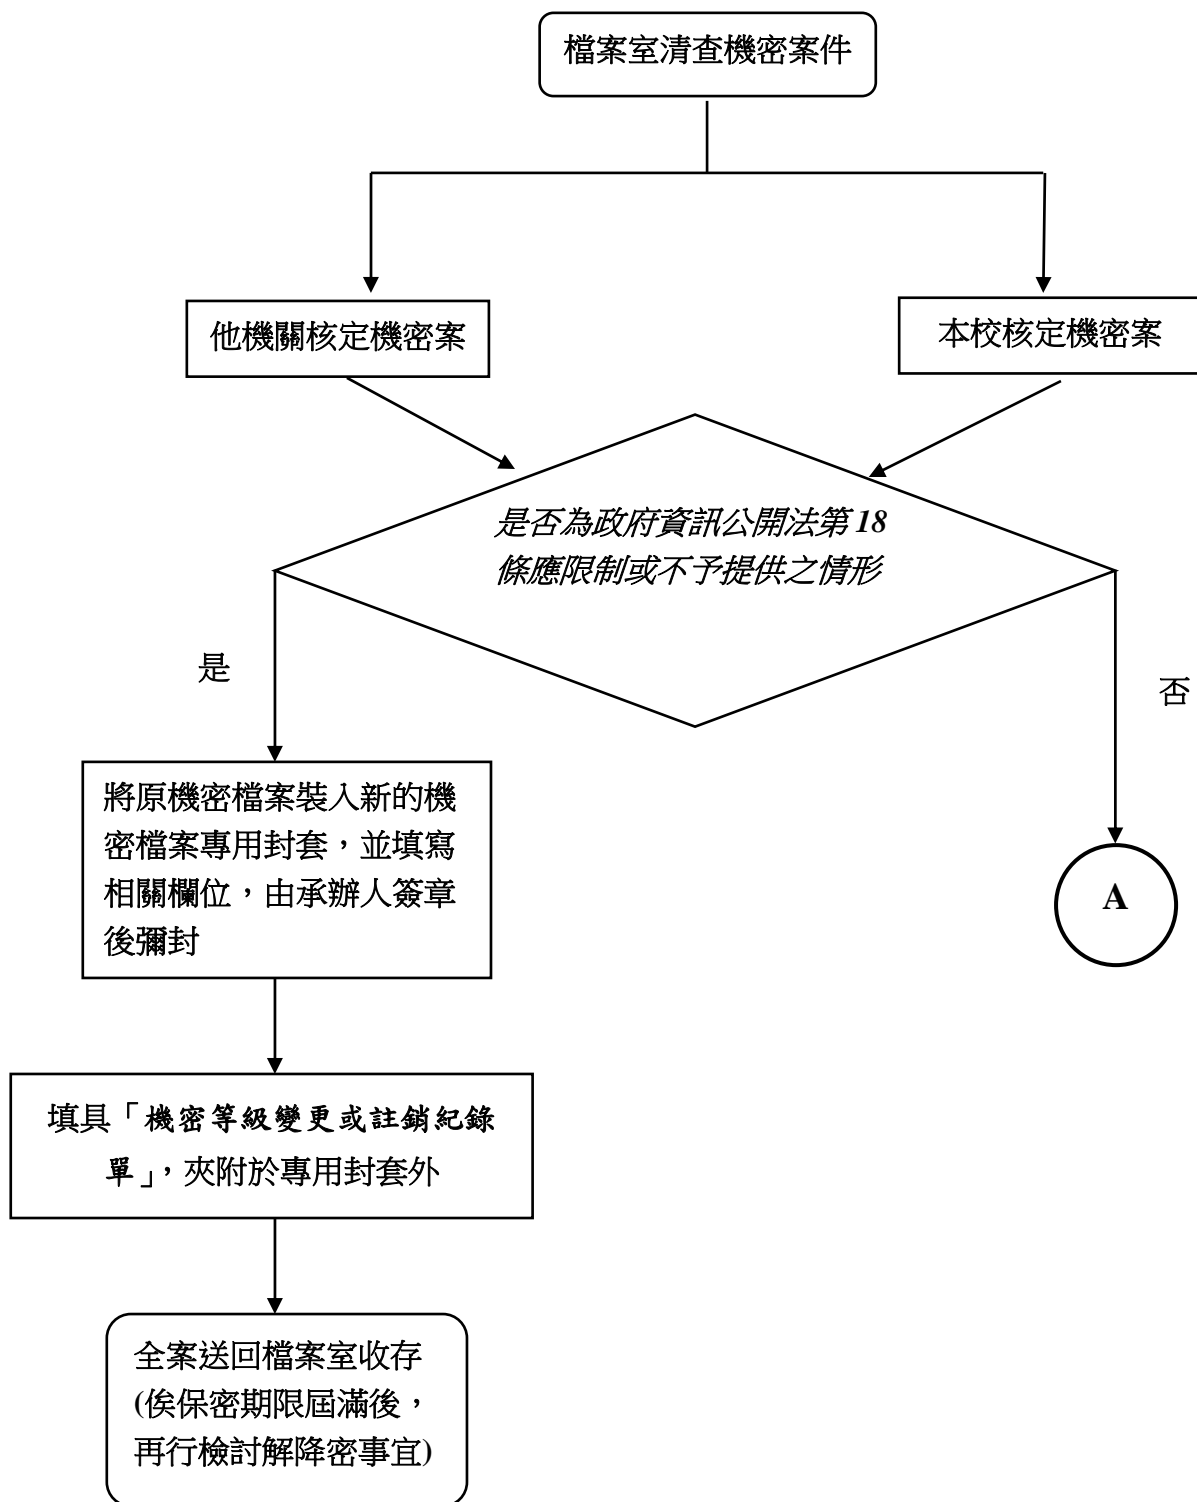 檔案室清查機密案件
他機關核定機密案
本校核定機密案
是否為政府資訊公開法第 18
條應限制或不予提供之情形
是
否
將原機密檔案裝入新的機
密檔案專用封套，並填寫
相關欄位，由承辦人簽章
後彌封
A
填具「機密等級變更或註銷紀錄
單」，夾附於專用封套外
全案送回檔案室收存
(俟保密期限屆滿後，
再行檢討解降密事宜)